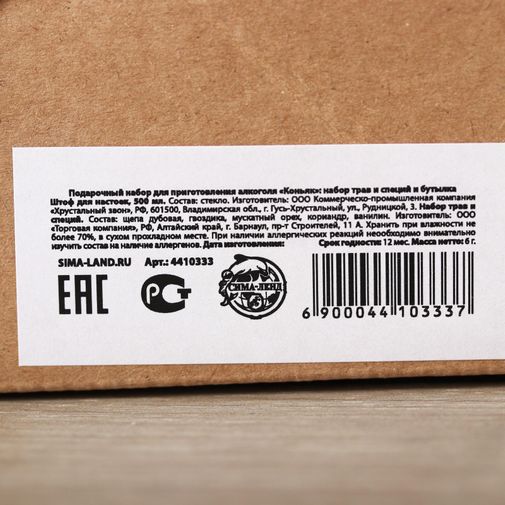 Подарочный набор для приготовления алкоголя «Коньяк»: набор трав и специй и бутылка
Штоф для настоек, 500 мл. Состав: стекло. Изготовитель: ООО Коммерческо-промышленная компания
«Хрустальный звон», РФ, 601500, Владимирская обл., г. Гусь-Хрустальный, ул., Рудницкой, 3. Набор трав и
специй. Состав: щепа дубовая, гвоздика, мускатный орех, кориандр, ванилин. Изготовитель: ООО
«Торговая компания», РФ, Алтайский край, г. Барнаул, пр-т Строителей, 11 А. Хранить при влажности не
более 70%, в сухом прохладном месте. При наличии аллергических реакций необходимо внимательно
изучить состав на наличие аллергенов. Дата изготовления: Срок годности: 12 мес. Масса нетто: 6 г.
SIMA-LAND.RU Арт.: 4410333
ЕАС РСТ СИМА-ЛЕНД
6 900044 103337